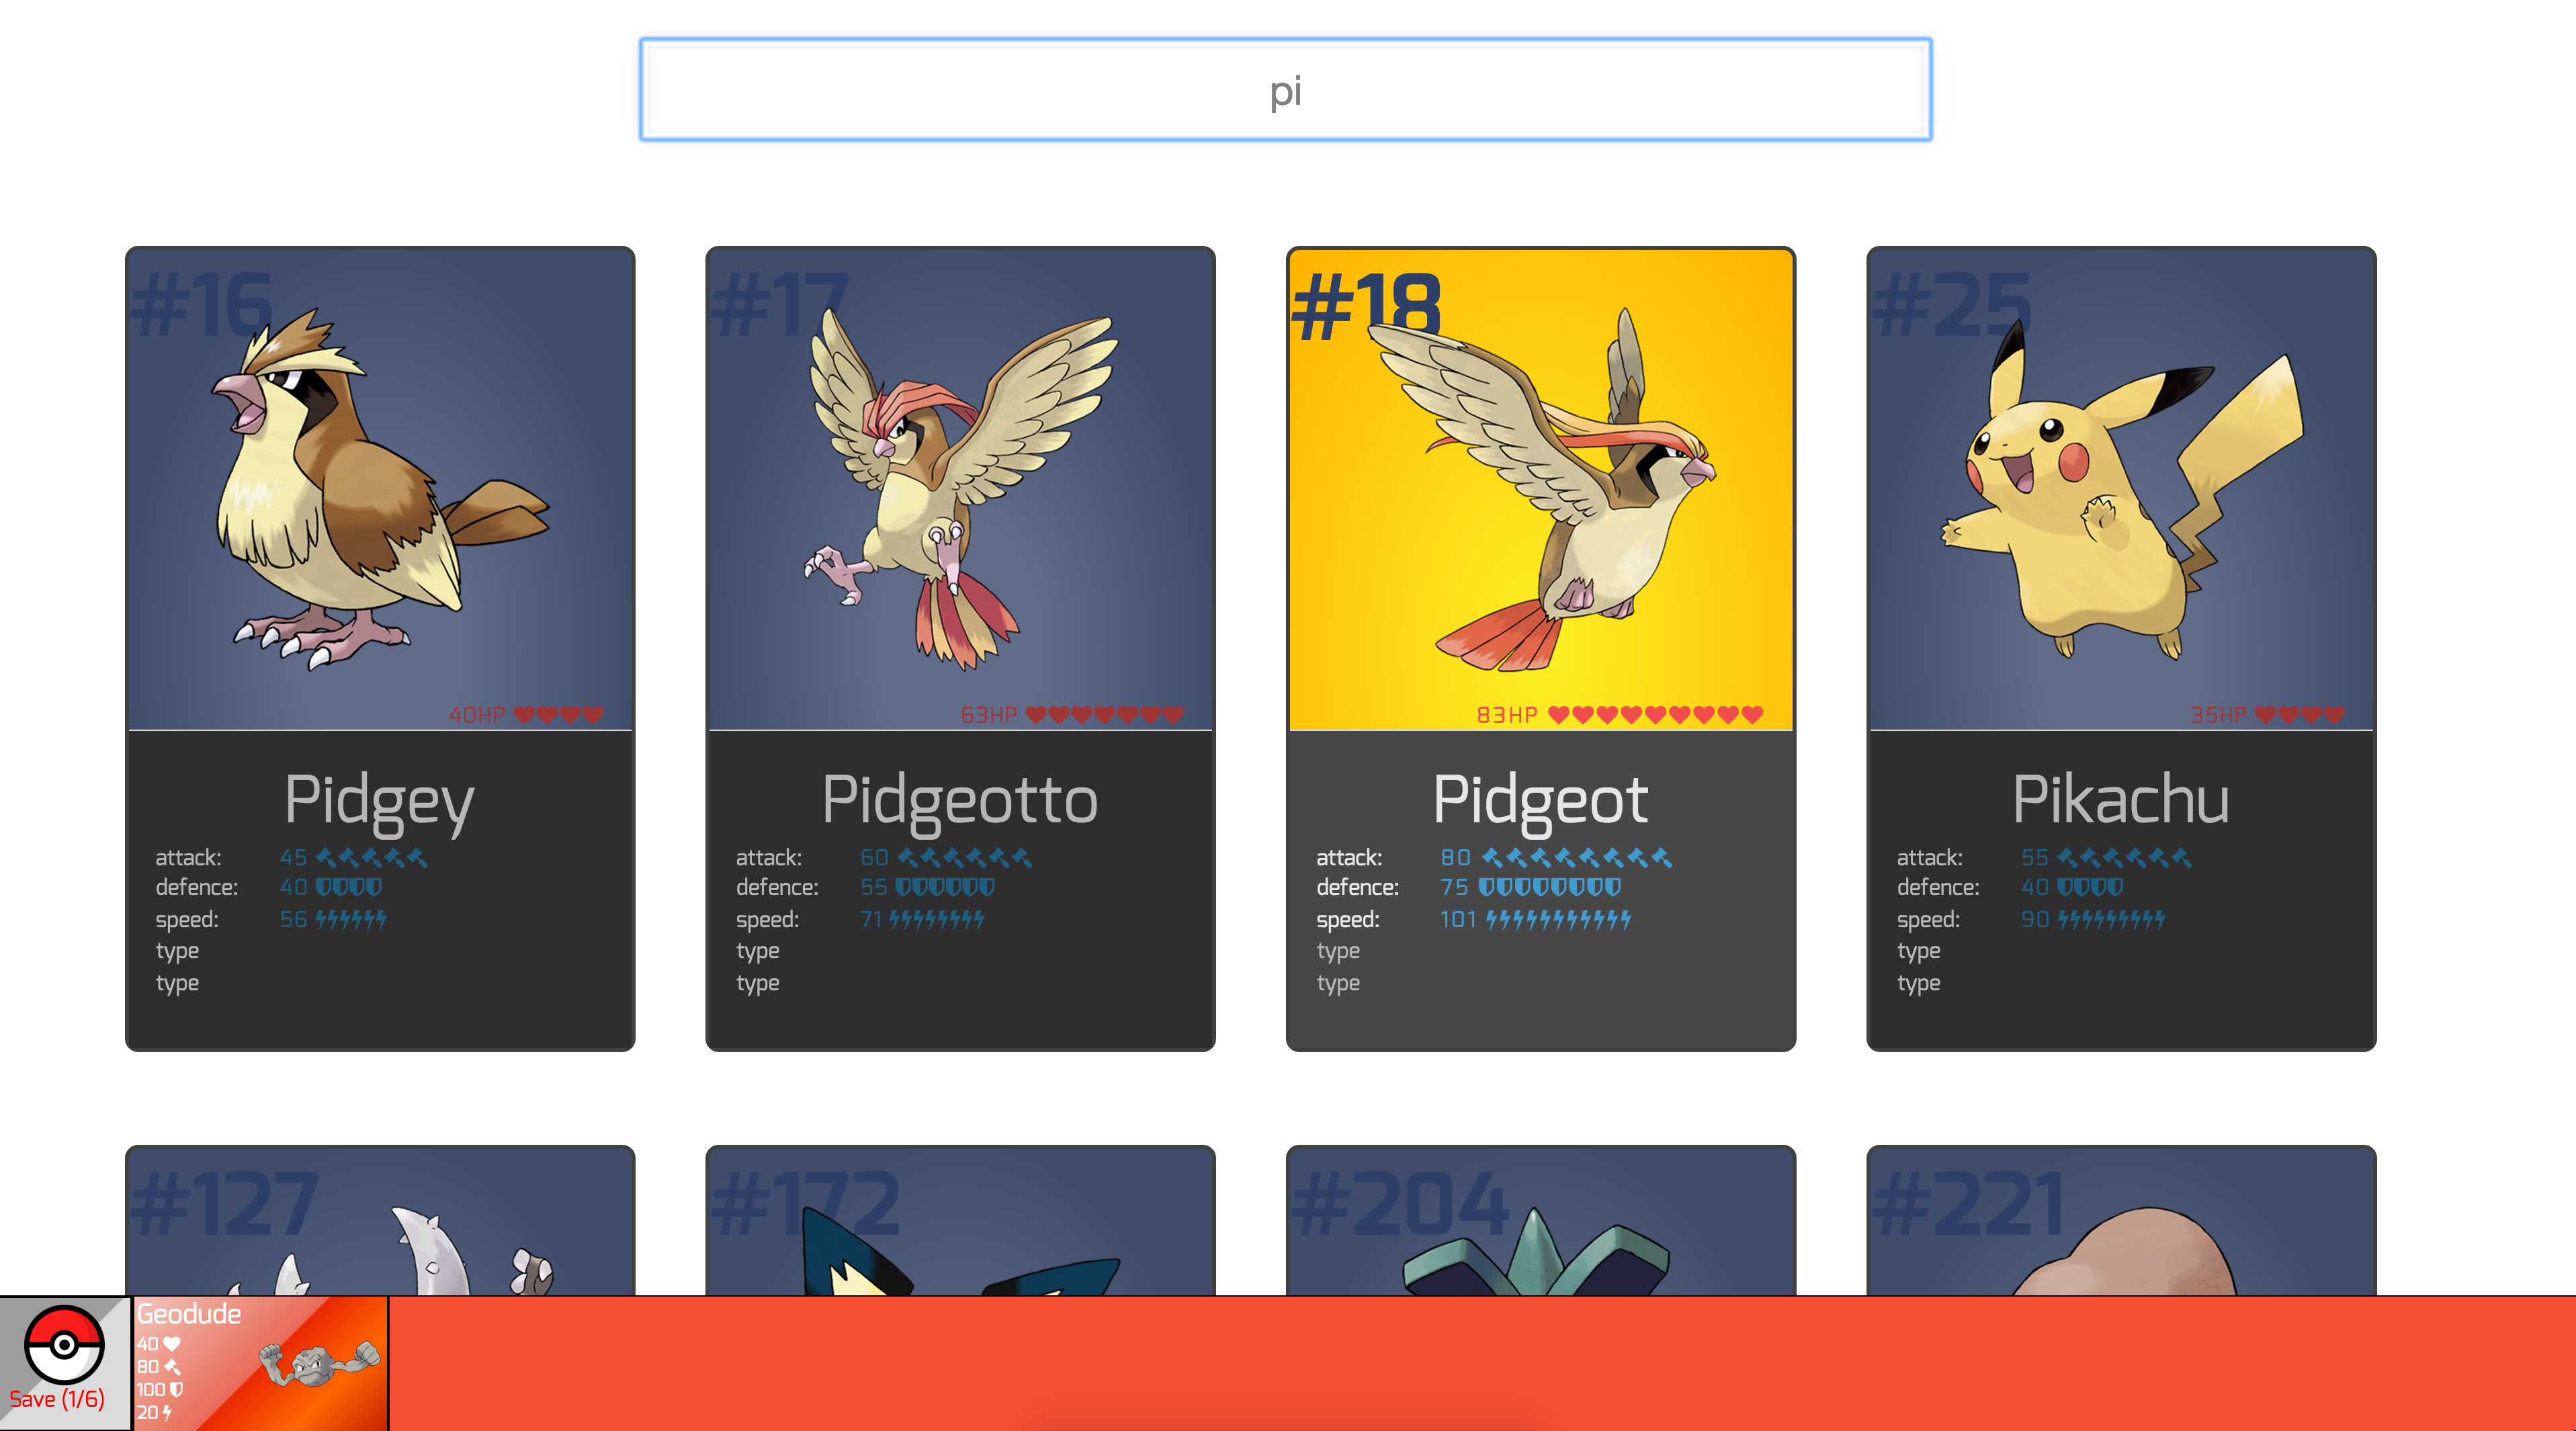 pi
#16
40HP
Pidgey
attack: 45
defence: 40
speed: 56
type
type
#17
63HP
Pidgeotto
attack: 60
defence: 55
speed: 71
type
type
#18
83HP
Pidgeot
attack: 80
defence: 75
speed: 101
type
type
#25
35HP
Pikachu
attack: 55
defence: 40
speed: 90
type
type
#127
#172
#204
#221
Save (1/6)
Geodude
40
80
100
20